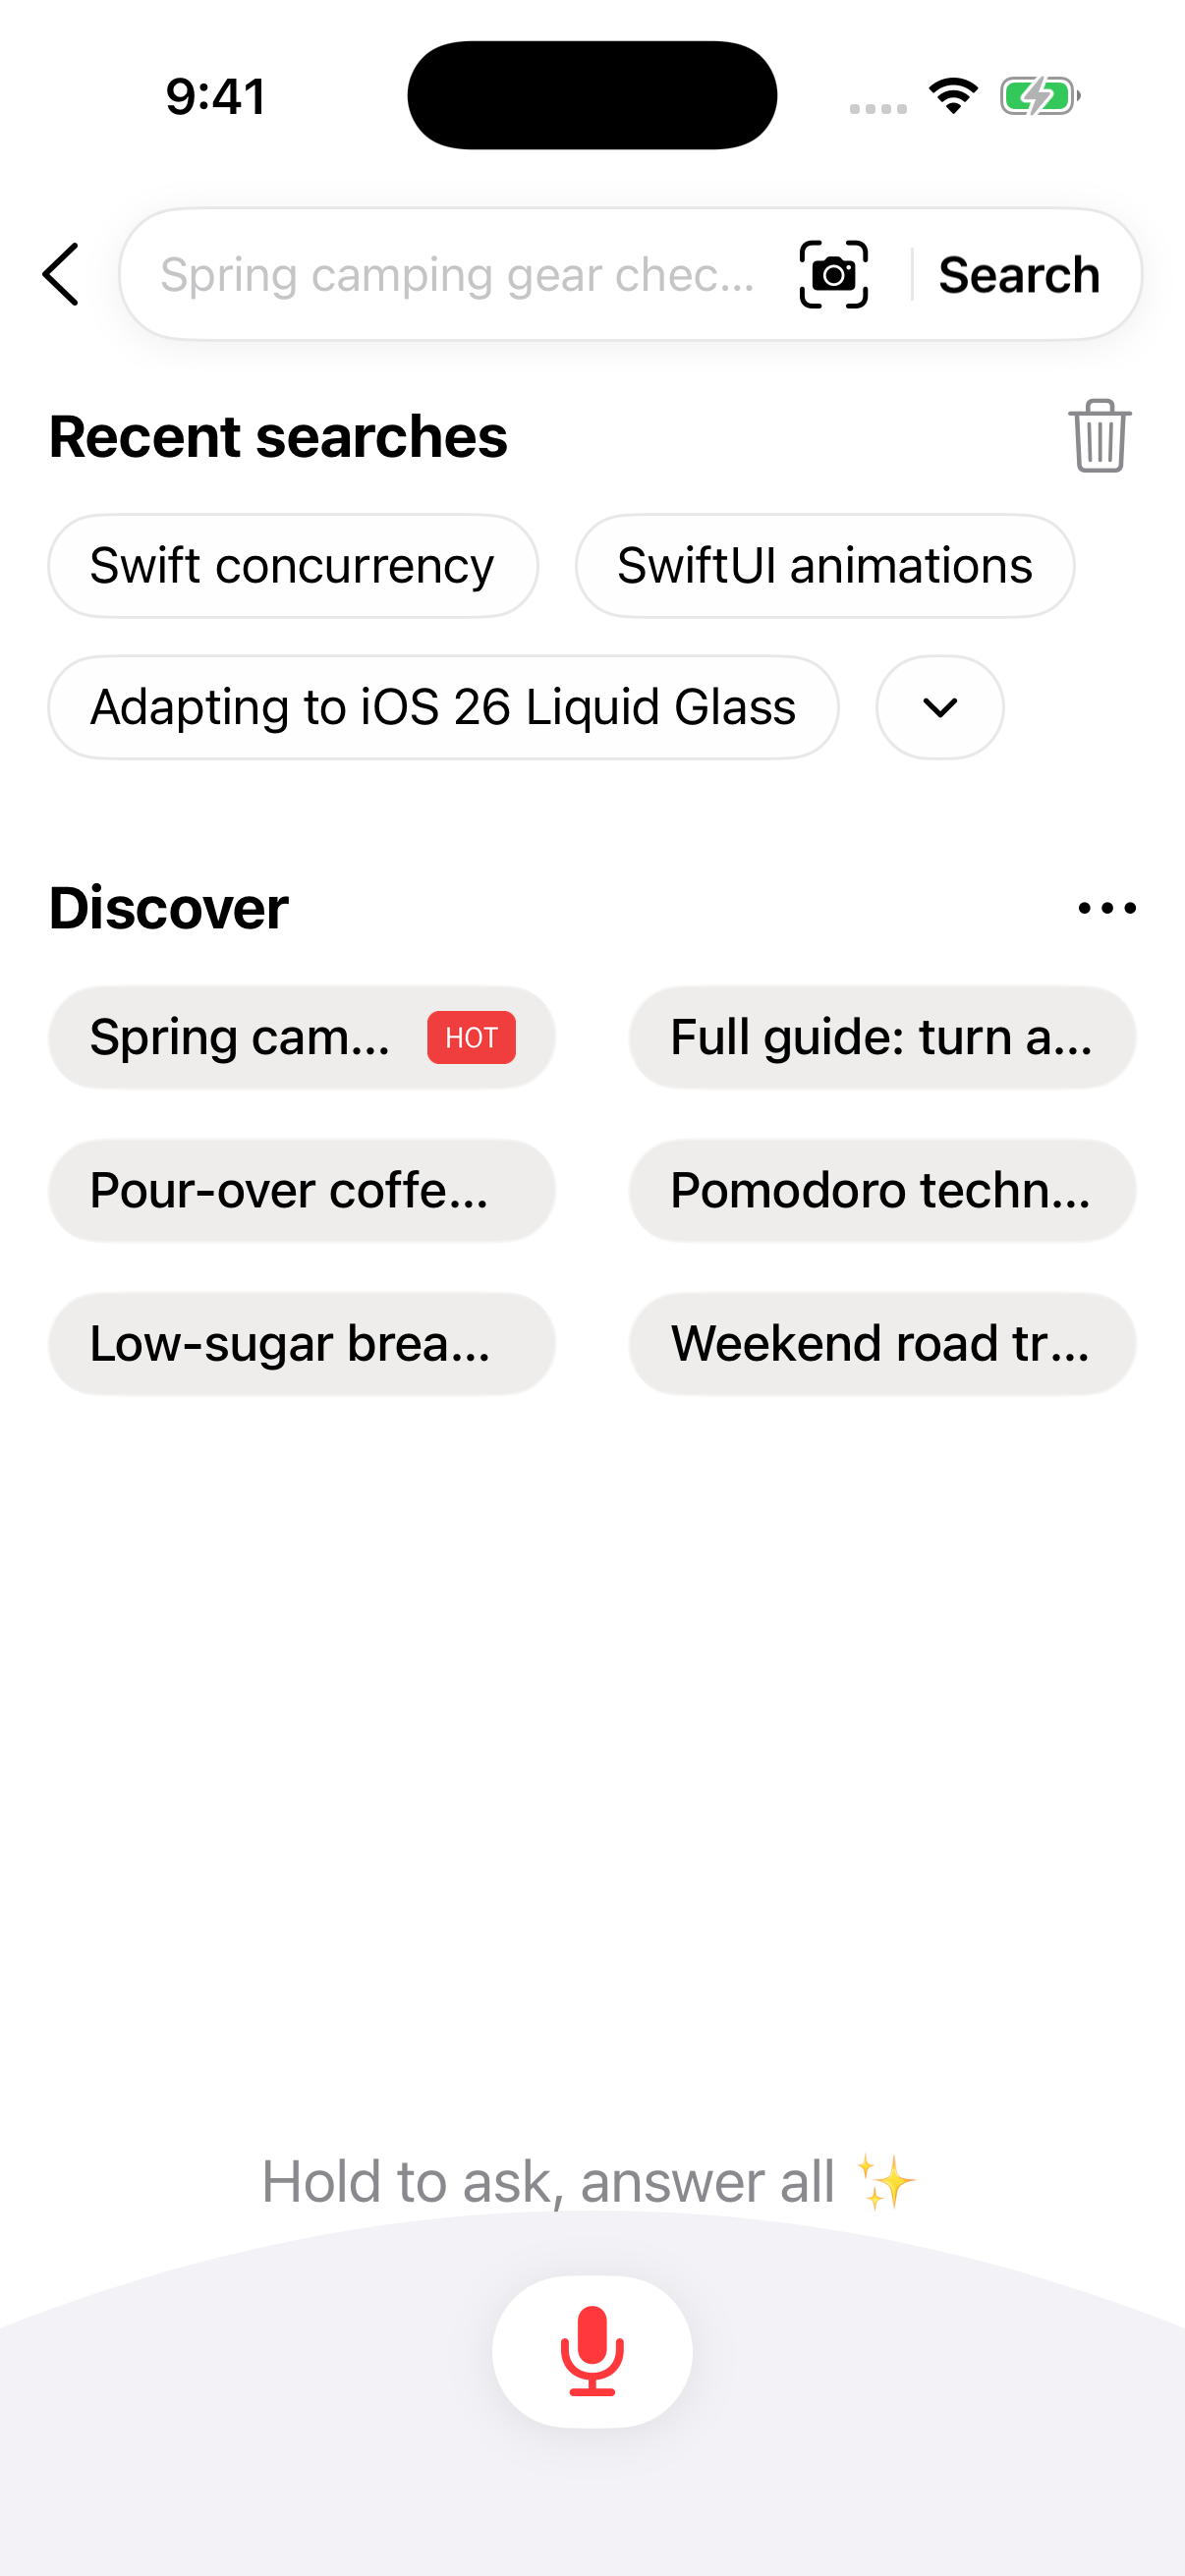 9:41
Spring camping gear chec...
Search
Recent searches
Swift concurrency
SwiftUI animations
Adapting to iOS 26 Liquid Glass
Discover
Spring cam...
HOT
Full guide: turn a...
Pour-over coffe...
Pomodoro techn...
Low-sugar brea...
Weekend road tr...
Hold to ask, answer all ✨